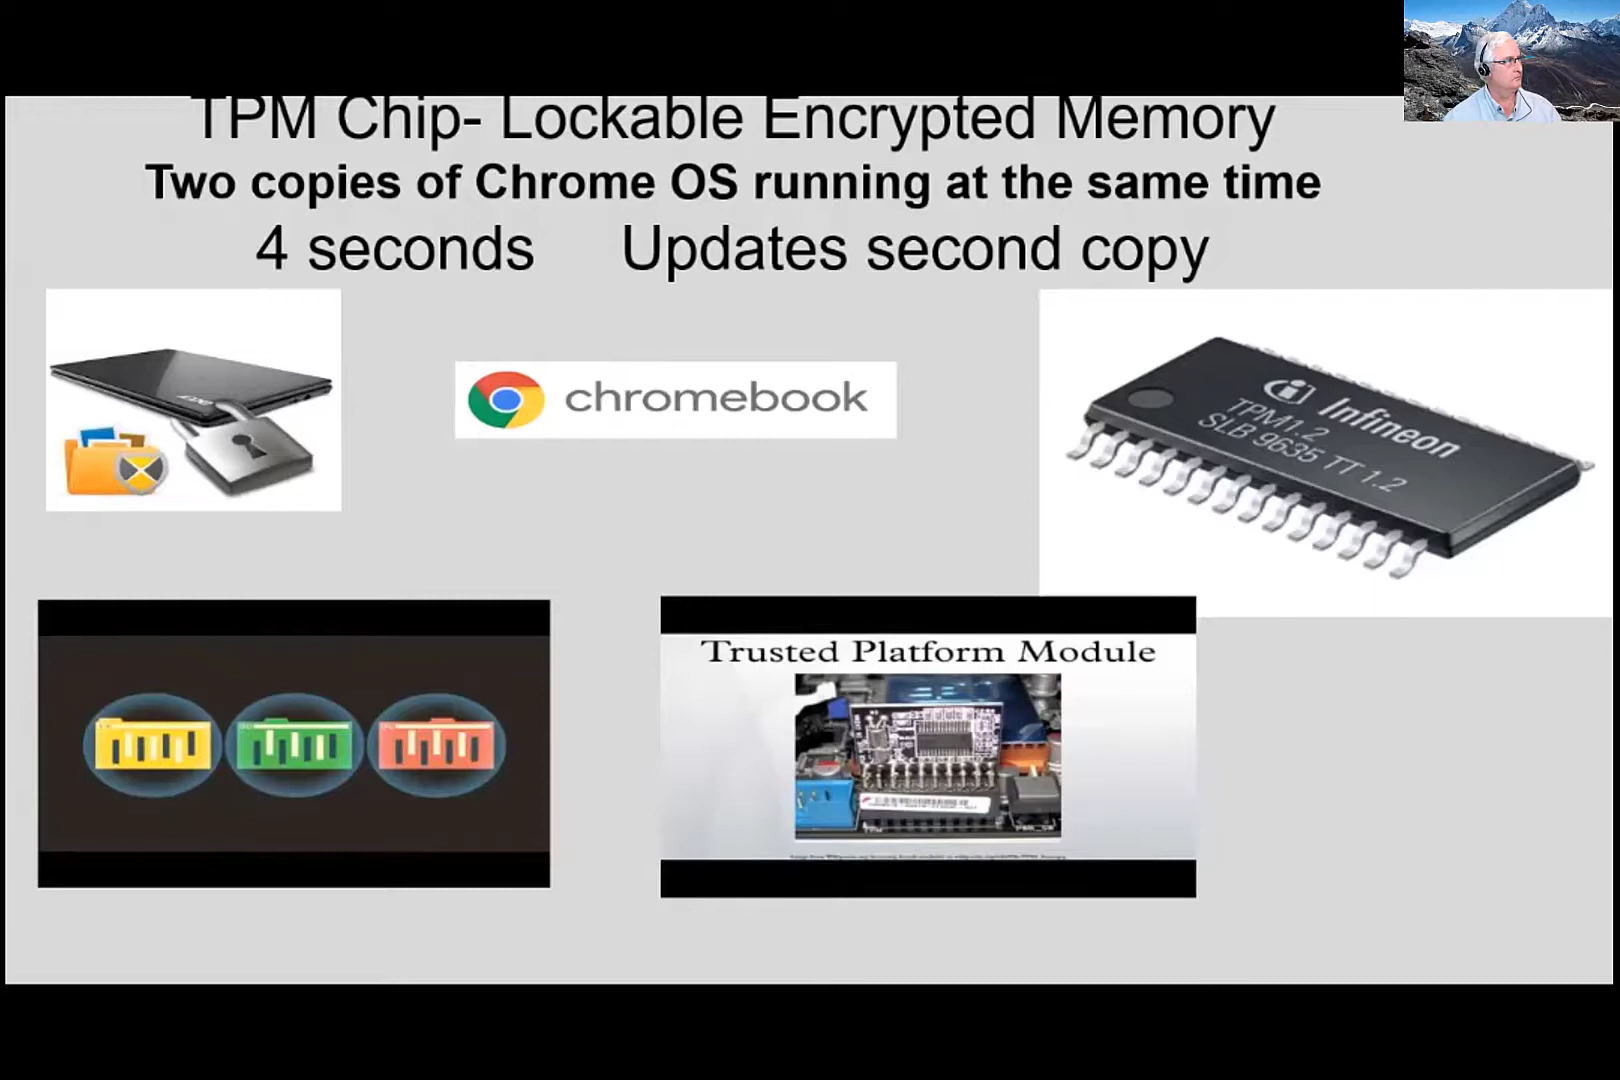 TPM Chip- Lockable Encrypted Memory
Two copies of Chrome OS running at the same time
4 seconds Updates second copy
acer
chromebook
Infineon
TPM1.2
SLB 9635 TT 1.2
Trusted Platform Module